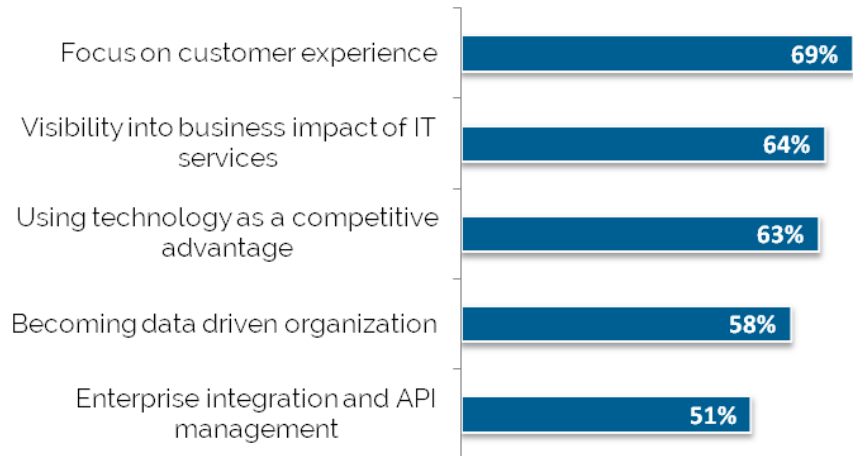 Focus on customer experience
69%
Visibility into business impact of IT
services
64%
Using technology as a competitive
advantage
63%
Becoming data driven organization
58%
Enterprise integration and API
management
51%